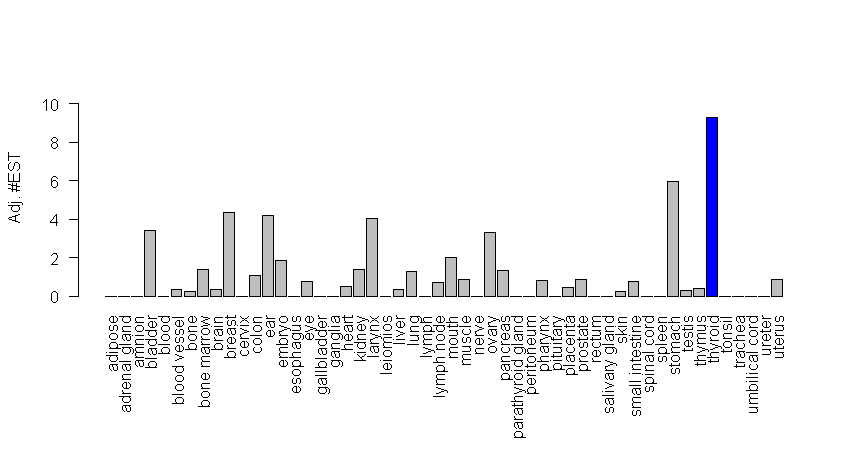 Adj. #EST
10
8
6
4
2
0
adipose
adrenal gland
amnion
bladder
blood
blood vessel
bone
bone marrow
brain
breast
cervix
colon
ear
embryo
esophagus
eye
gallbladder
ganglia
heart
kidney
larynx
leiomios
liver
lung
lymph
lymph node
mouth
muscle
nerve
ovary
pancreas
parathyroid gland
peritoneum
pharynx
pituitary
placenta
prostate
rectum
salivary gland
skin
small intestine
spinal cord
spleen
stomach
testis
thymus
thyroid
tonsil
trachea
umbilical cord
ureter
uterus